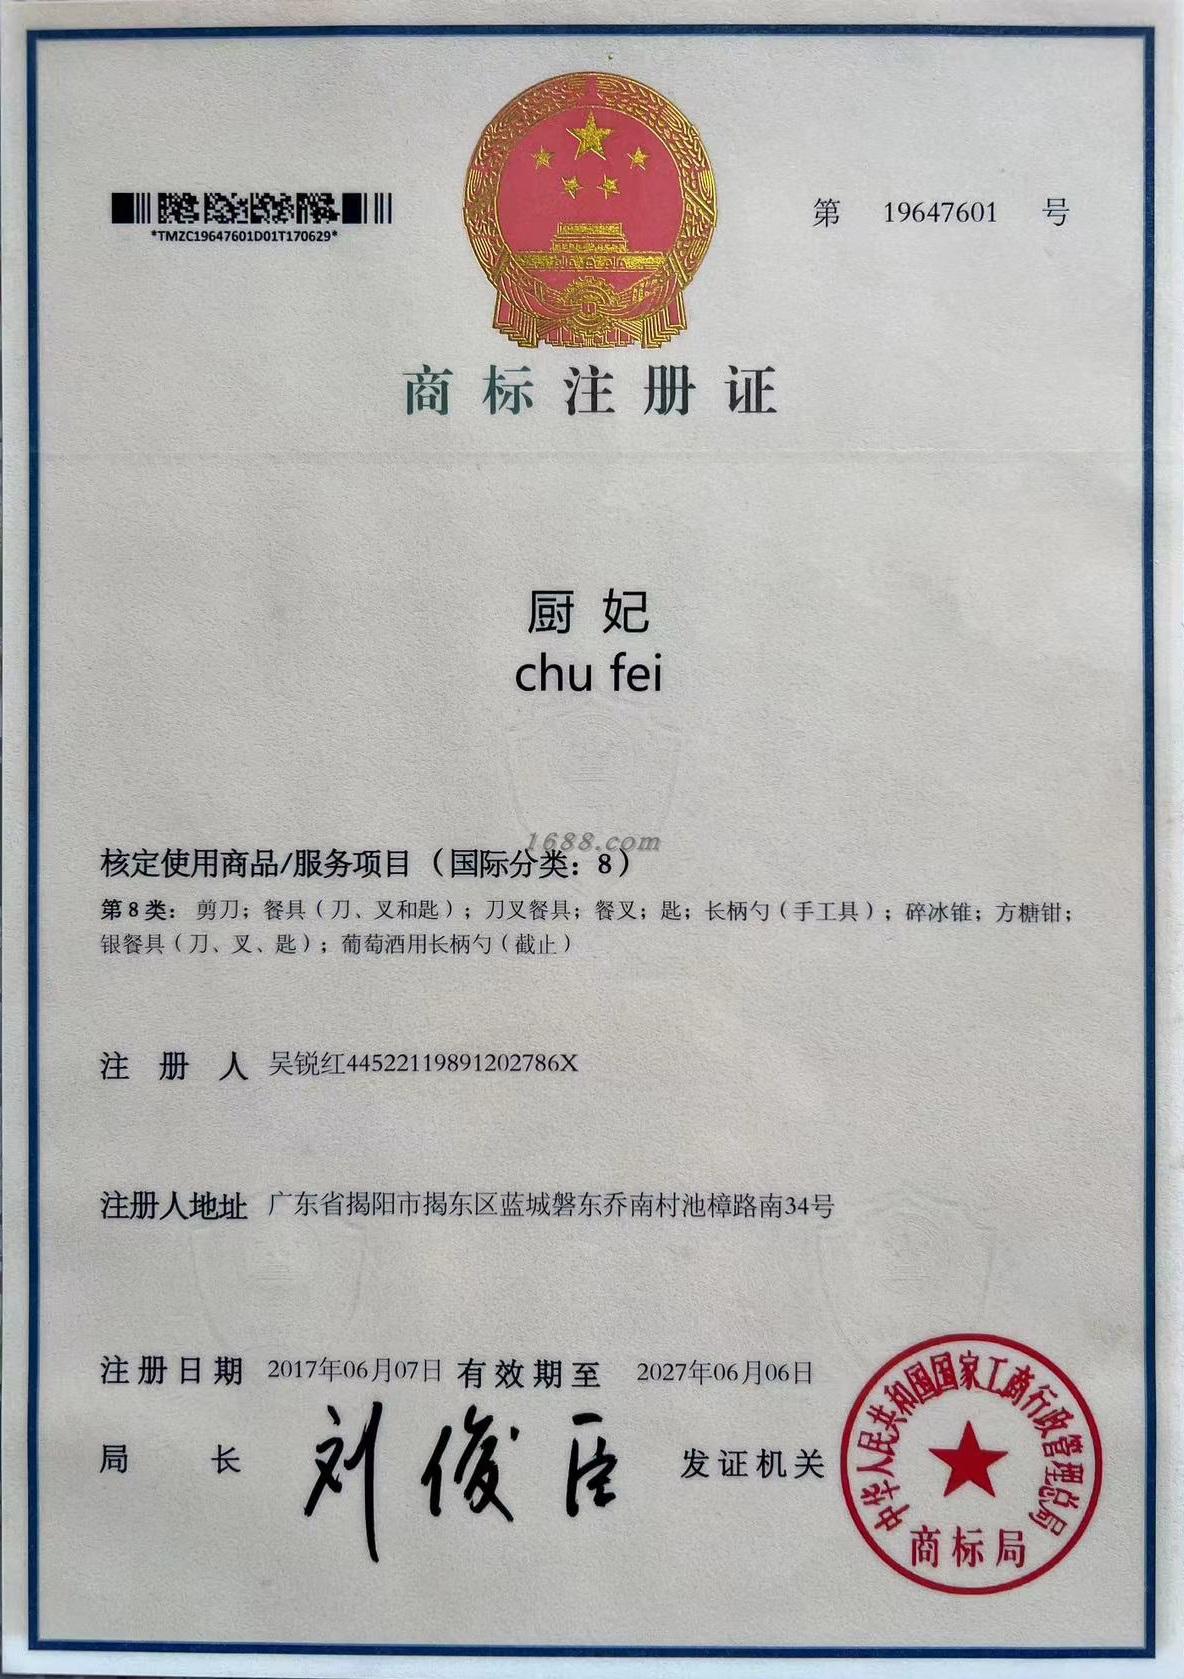 *TMZC19647601D01T170629*
第 19647601 号
商标注册证
厨妃
chu fei
1688.com
核定使用商品/服务项目（国际分类：8）
第8类：剪刀；餐具（刀、叉和匙）；刀叉餐具；餐叉；匙；长柄勺（手工具）；碎冰锥；方糖钳；
银餐具（刀、叉、匙）；葡萄酒用长柄勺（截止）
注册人 吴锐红44522119891202786X
注册人地址 广东省揭阳市揭东区蓝城磐东乔南村池樟路南34号
注册日期 2017年06月07日 有效期至 2027年06月06日
局长 刘俊臣 发证机关
中华人民共和国国家工商行政管理总局
商标局